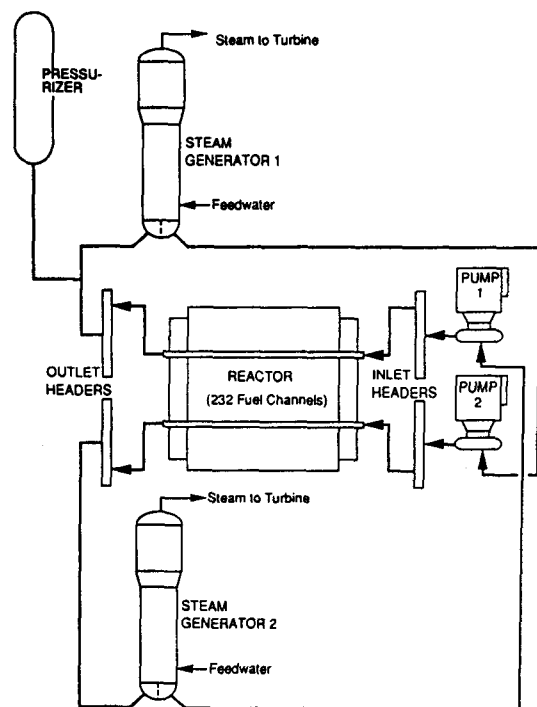 Steam to Turbine
PRESSU-
RIZER
STEAM
GENERATOR 1
Feedwater
PUMP
1
OUTLET
HEADERS
REACTOR
(232 Fuel Channels)
INLET
HEADERS
PUMP
2
Steam to Turbine
STEAM
GENERATOR 2
Feedwater